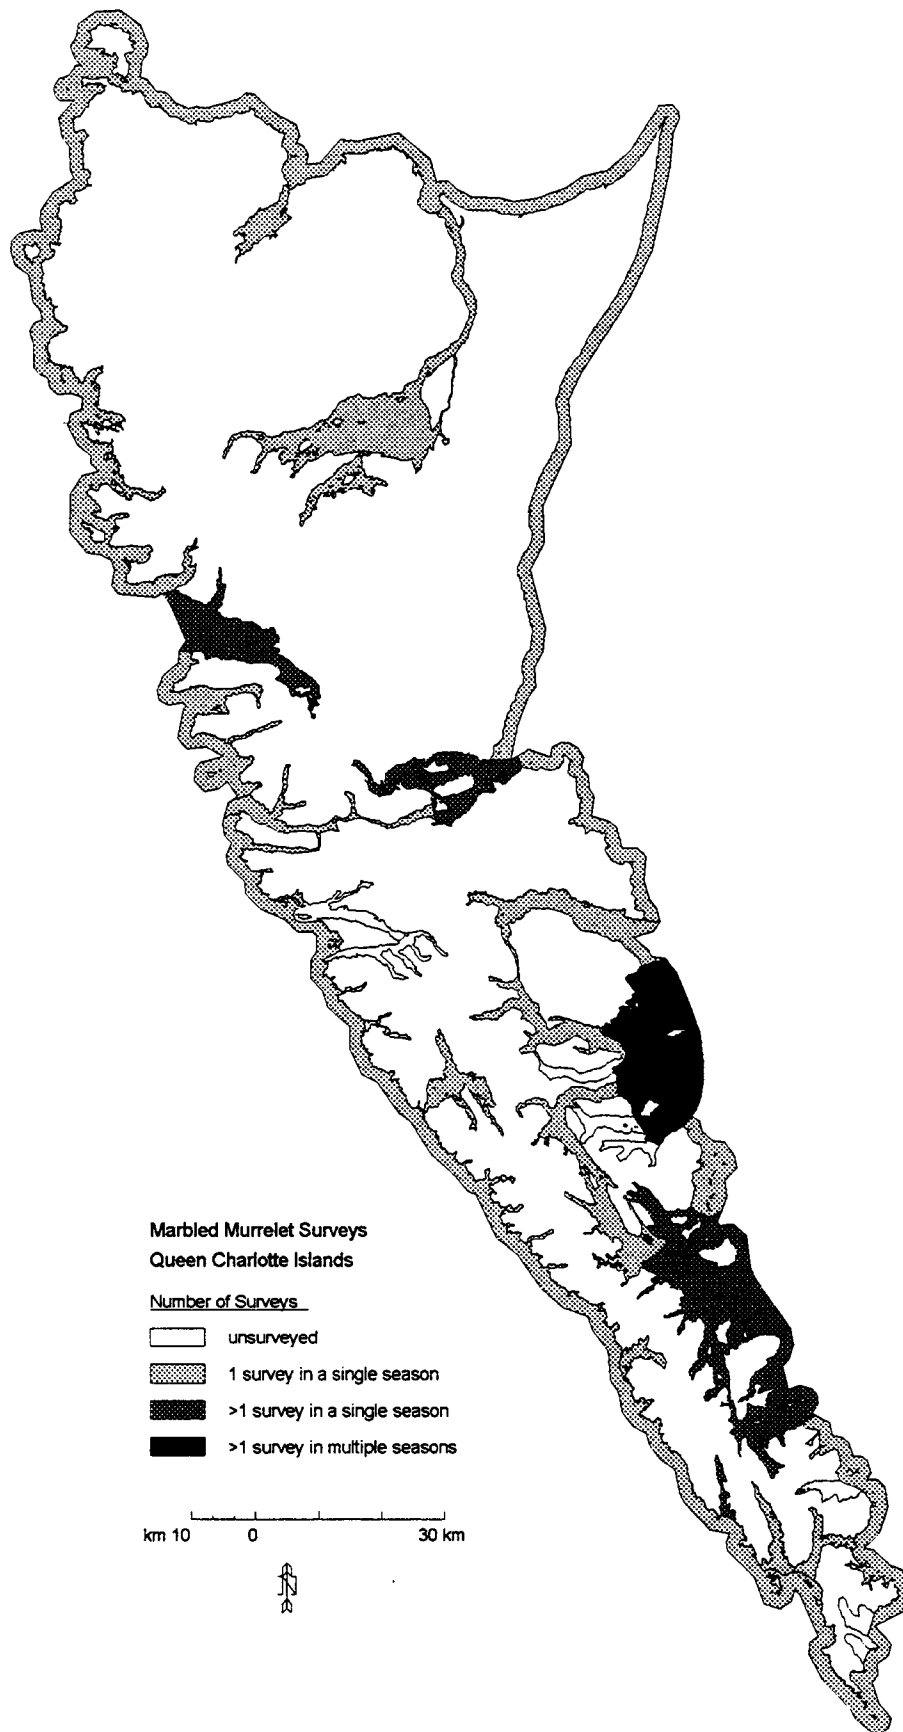 Marbled Murrelet Surveys
Queen Charlotte Islands
Number of Surveys
unsurveyed
1 survey in a single season
>1 survey in a single season
>1 survey in multiple seasons
km 10 0 30 km
N